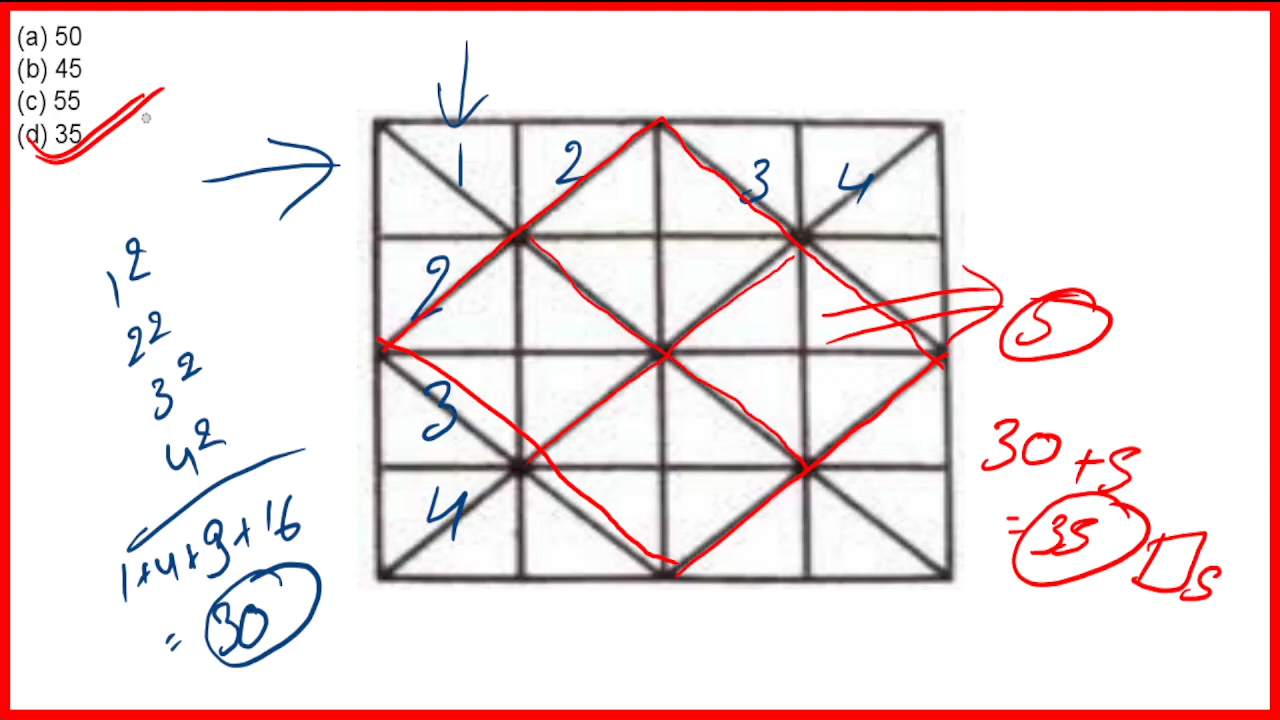 (a) 50
(b) 45
(c) 55
(d) 35
1 2 3 4
2
3
4
1²
2²
3²
4²
1+4+9+16
= 30
5
30+5
= 35 □s